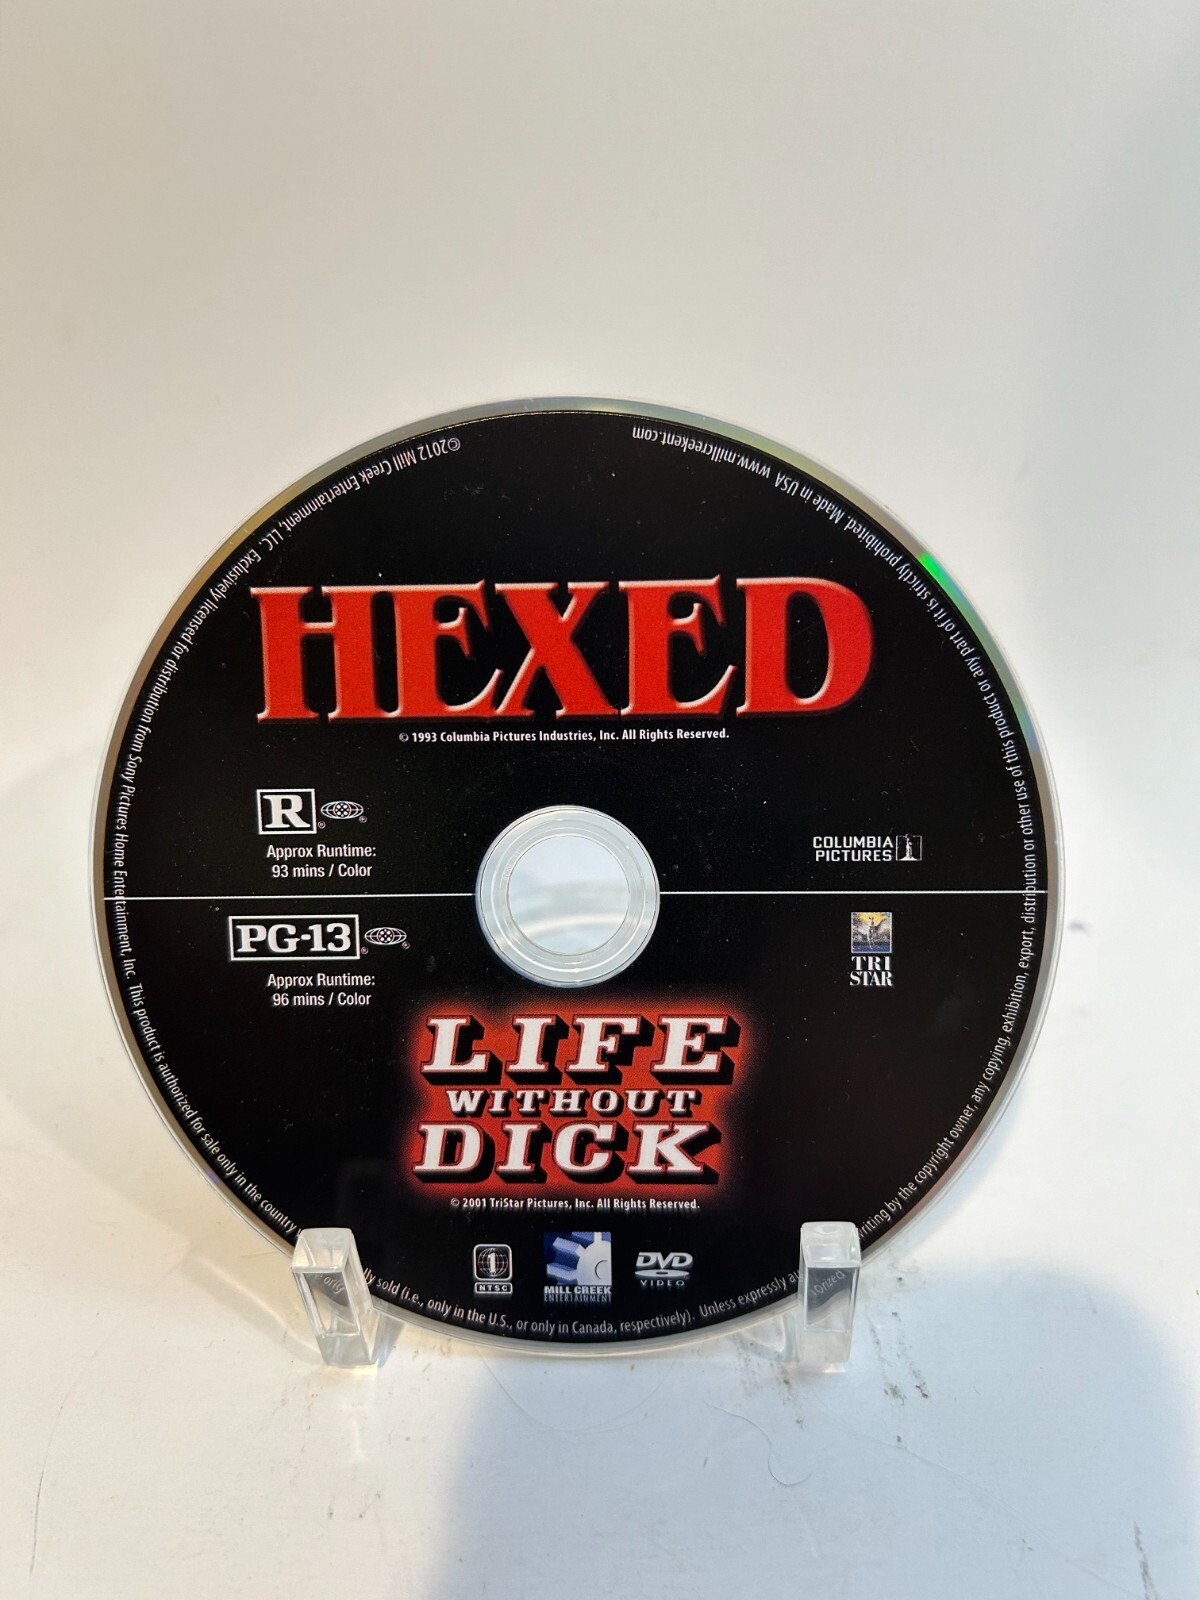 HEXED
© 1993 Columbia Pictures Industries, Inc. All Rights Reserved.
R
Approx Runtime:
93 mins / Color
COLUMBIA
PICTURES
PG-13
Approx Runtime:
96 mins / Color
TRI
STAR
LIFE
WITHOUT
DICK
© 2001 TriStar Pictures, Inc. All Rights Reserved.
1
NTSC
MILL CREEK
ENTERTAINMENT
DVD
VIDEO
©2012 Mill Creek Entertainment, LLC. Exclusively licensed for distribution from Sony Pictures Home Entertainment, Inc. This product is authorized for sale only in the country sold (i.e., only in the U.S., or only in Canada, respectively). Unless expressly by the copyright owner, any copying, exhibition, export, distribution or other use of this product or any part of it is strictly prohibited. Made in USA www.millcreekent.com